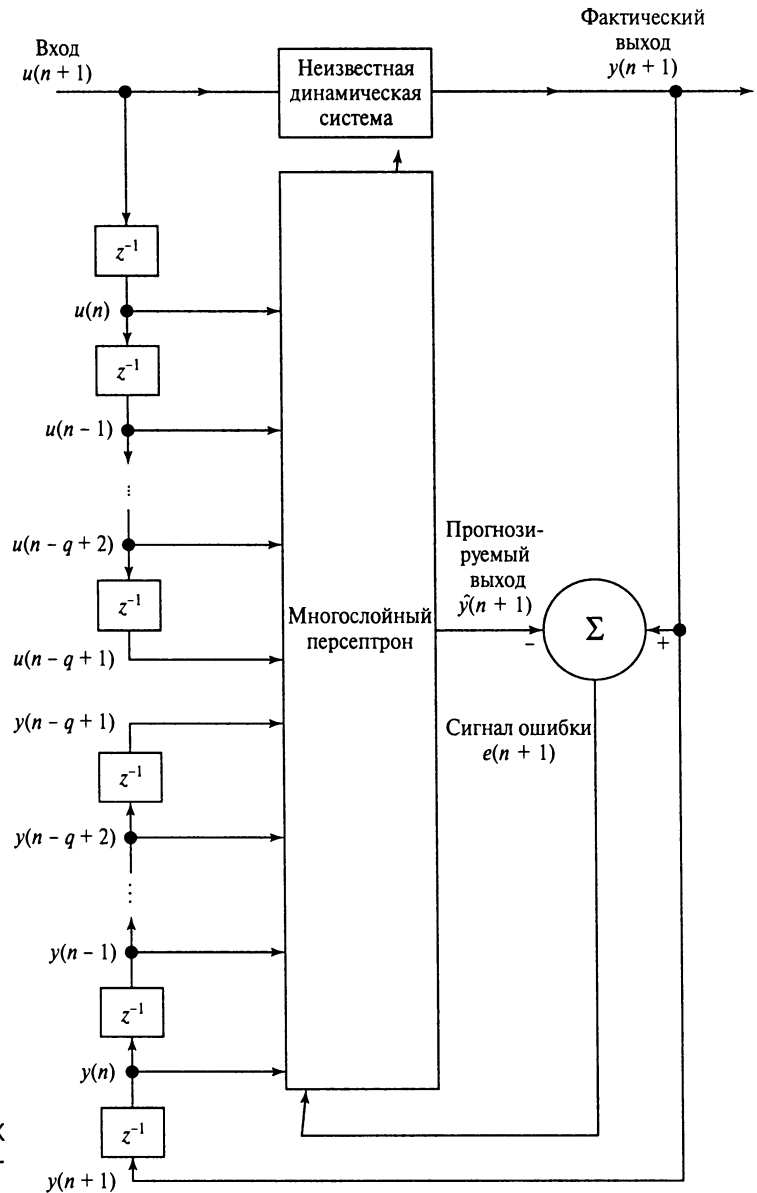 Вход
u(n + 1)
Неизвестная
динамическая
система
Фактический
выход
y(n + 1)
z⁻¹
u(n)
z⁻¹
u(n – 1)
...
u(n – q + 2)
z⁻¹
u(n – q + 1)
Многослойный
персептрон
Прогнози-
руемый
выход
ŷ(n + 1)
–
Σ
+
Сигнал ошибки
e(n + 1)
y(n – q + 1)
z⁻¹
y(n – q + 2)
...
y(n – 1)
z⁻¹
y(n)
z⁻¹
y(n + 1)